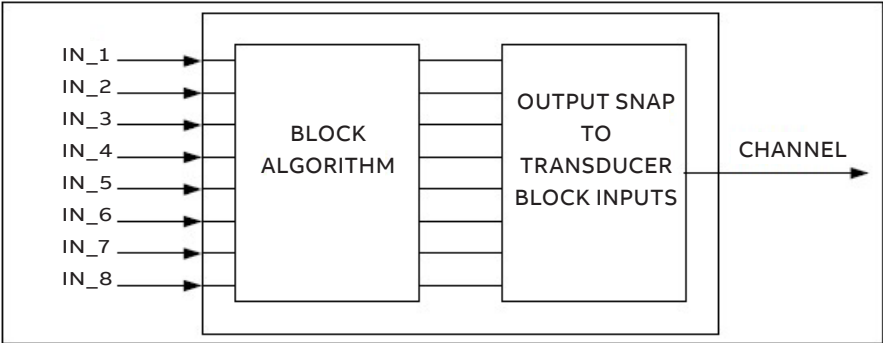 IN_1
IN_2
IN_3
IN_4
IN_5
IN_6
IN_7
IN_8
BLOCK
ALGORITHM
OUTPUT SNAP
TO
TRANSDUCER
BLOCK INPUTS
CHANNEL